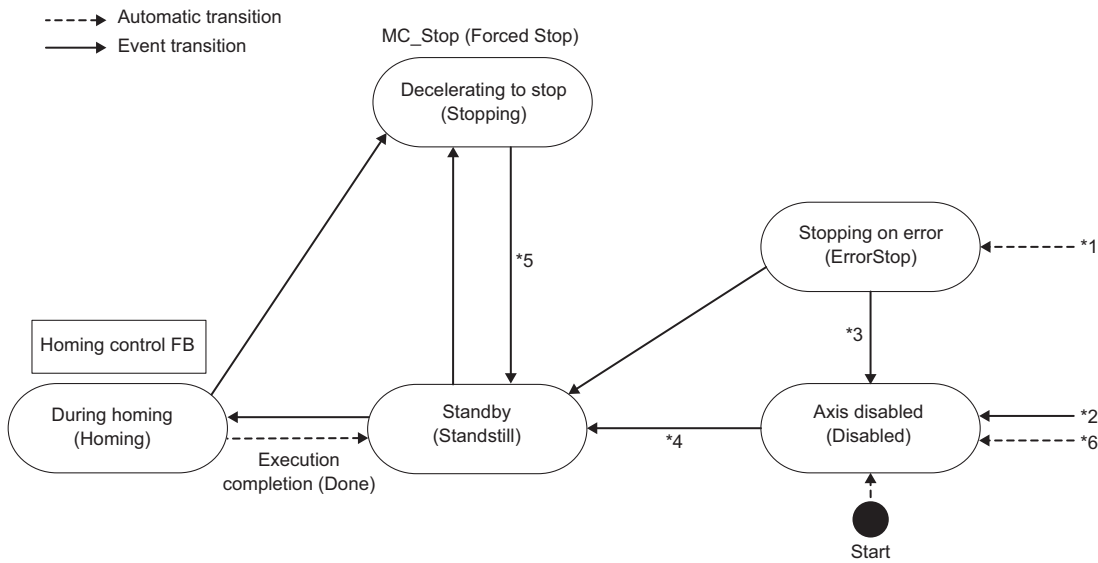 Automatic transition
Event transition
MC_Stop (Forced Stop)
Decelerating to stop
(Stopping)
Stopping on error
(ErrorStop)
*1
*5
*3
Homing control FB
During homing
(Homing)
Standby
(Standstill)
Axis disabled
(Disabled)
*2
*4
*6
Execution
completion (Done)
Start